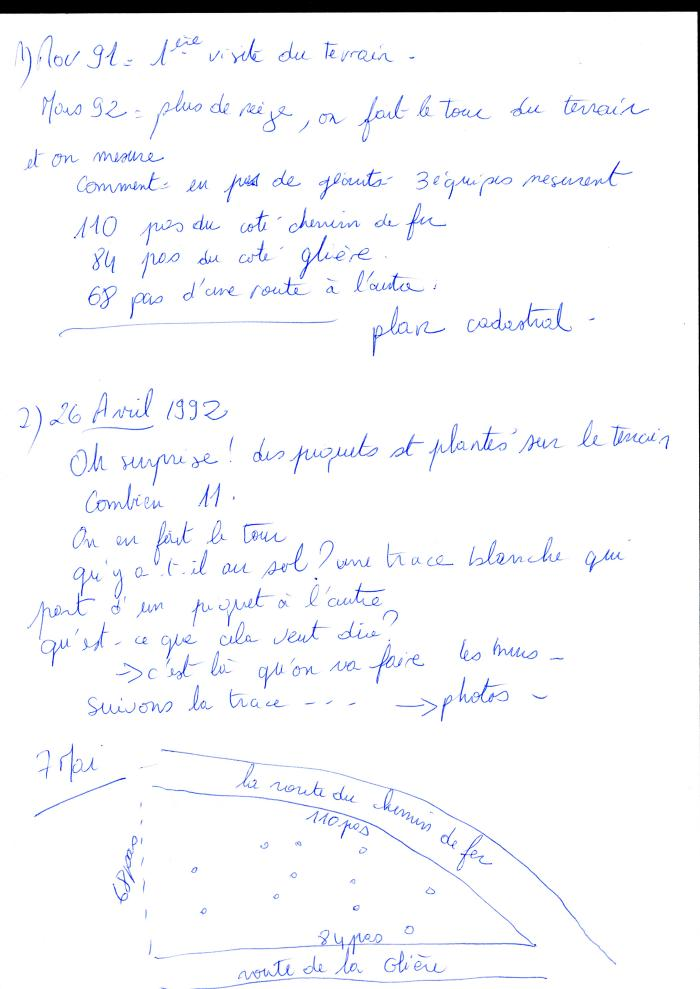 1) Nov 91 = 1ère visite du terrain -
Mars 92 = plus de neige, on fait le tour du terrain
et on mesure
Comment = en pas de géants - 3 équipes mesurent
110 pas du coté chemin de fer
84 pas du coté glière.
68 pas d'une route à l'autre.
plan cadastral -
2) 26 Avril 1992
Oh surprise! des piquets st plantés sur le terrain
Combien 11.
On en fait le tour
qu'y a-t-il au sol? une trace blanche qui
part d'un piquet à l'autre
qu'est-ce que cela veut dire?
→ c'est là qu'on va faire les murs -
Suivons la trace --- → photos -
7 Mai
la route du chemin de fer
110 pas
68 pas
84 pas
route de la Glière